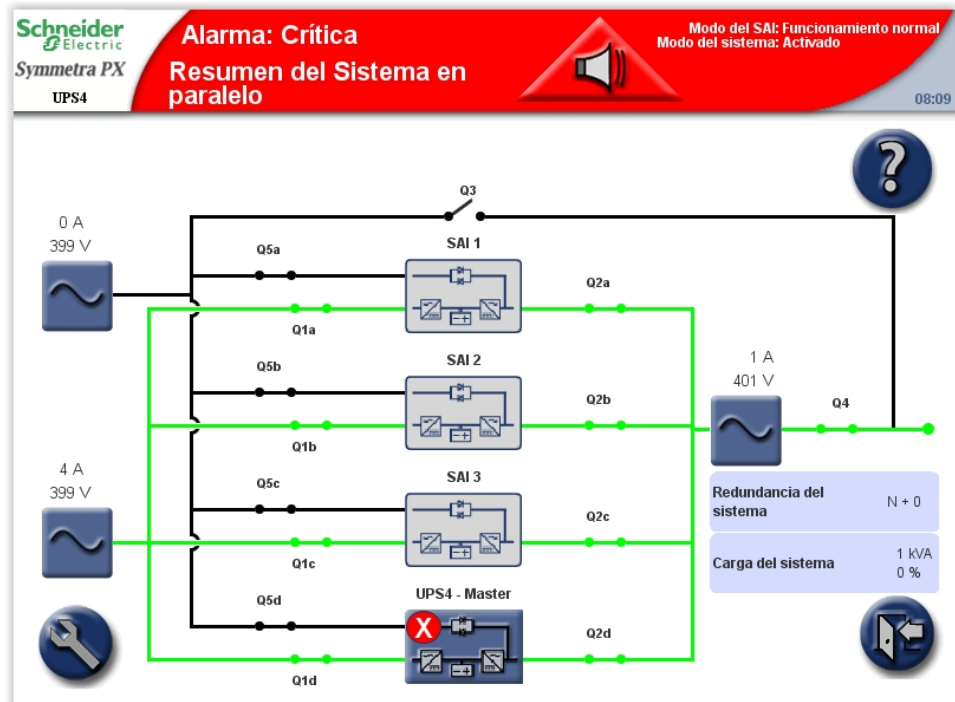 Schneider
Electric
Symmetra PX
UPS4
Alarma: Crítica
Resumen del Sistema en
paralelo
Modo del SAI: Funcionamiento normal
Modo del sistema: Activado
08:09
?
Q3
0 A
399 V
Q5a
SAI 1
Q2a
Q1a
Q5b
SAI 2
Q2b
Q1b
1 A
401 V
Q4
4 A
399 V
Q5c
SAI 3
Q2c
Q1c
Redundancia del
sistema
N + 0
Carga del sistema
1 kVA
0 %
Q5d
UPS4 - Master
X
Q2d
Q1d